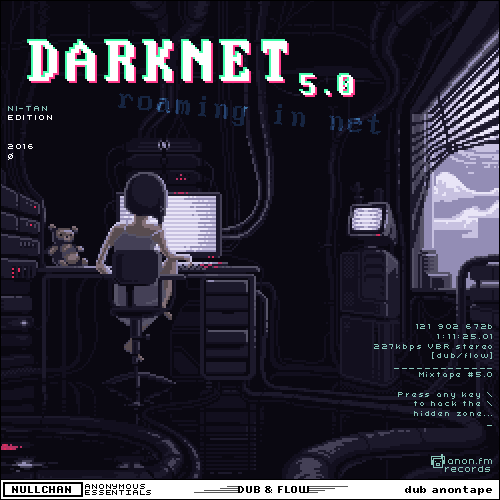 DARKNET
5.0
roaming in net
NI-TAN
EDITION
2016
Ø
121 902 672b
1:11:25.01
227kbps VBR stereo
[dub/flow]
--------------
Mixtape #5.0
Press any key \
to hack the \
hidden zone...
_
anon.fm
records
NULLCHAN
ANONYMOUS
ESSENTIALS
DUB & FLOW
dub anontape